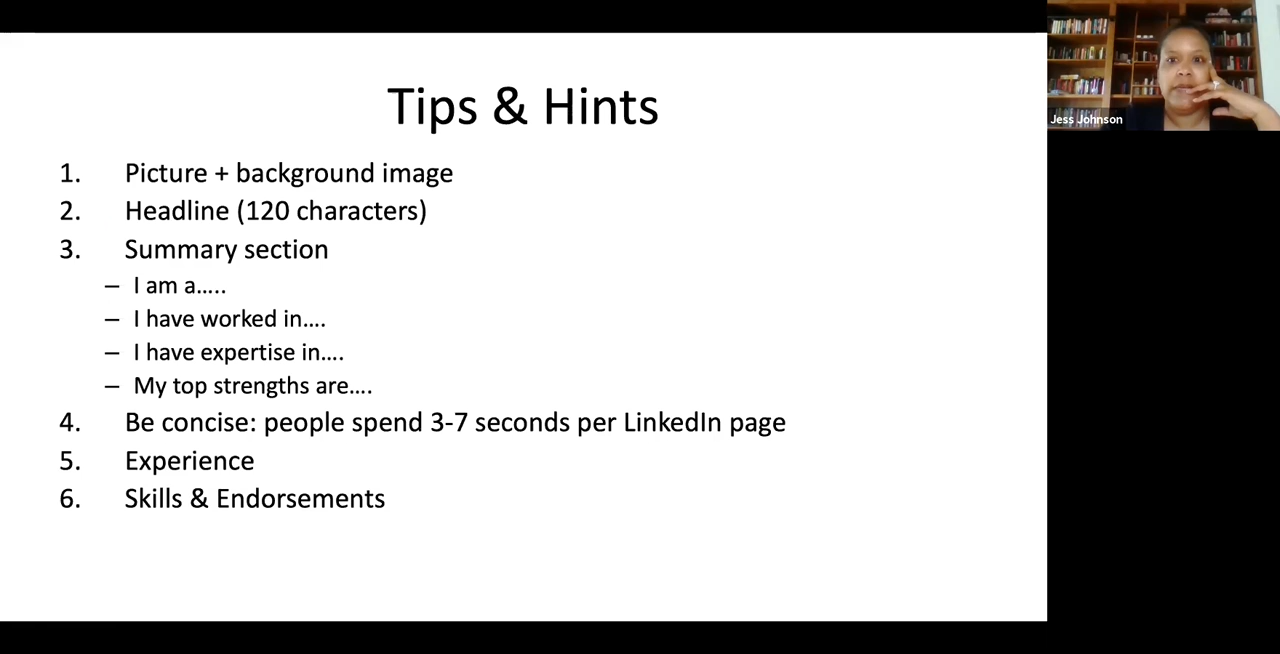 Tips & Hints
1. Picture + background image
2. Headline (120 characters)
3. Summary section
– I am a.....
– I have worked in....
– I have expertise in....
– My top strengths are....
4. Be concise: people spend 3-7 seconds per LinkedIn page
5. Experience
6. Skills & Endorsements
Jess Johnson